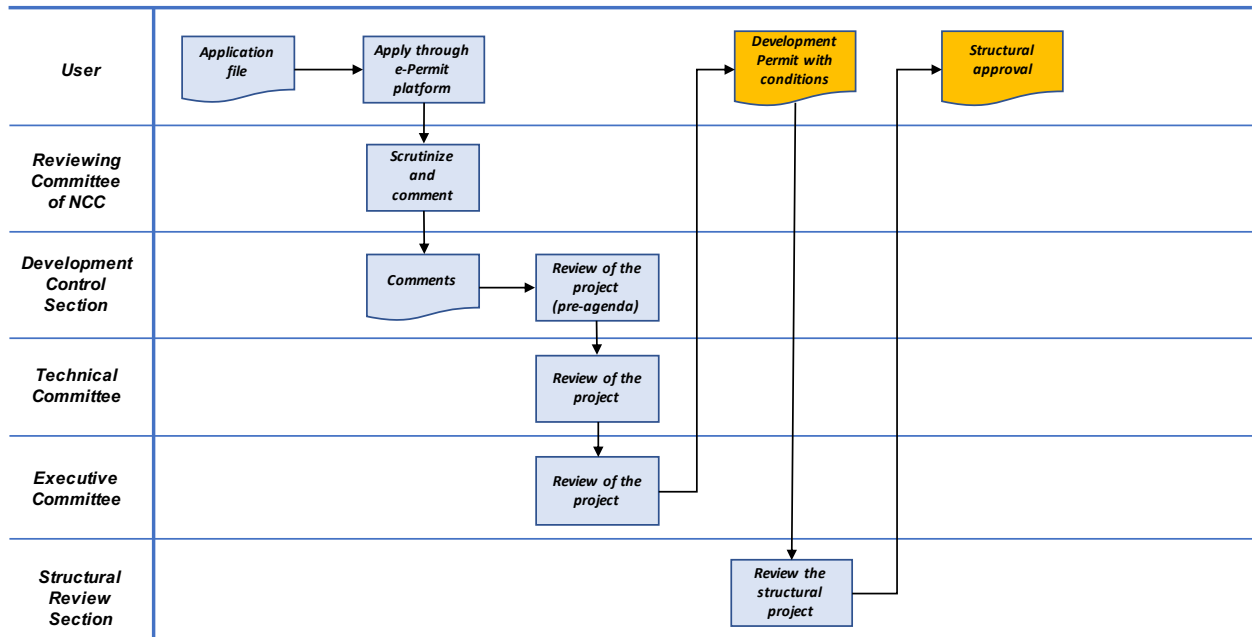 User
Application
file
Apply through
e-Permit
platform
Development
Permit with
conditions
Structural
approval
Reviewing
Committee
of NCC
Scrutinize
and
comment
Development
Control
Section
Comments
Review of the
project
(pre-agenda)
Technical
Committee
Review of the
project
Executive
Committee
Review of the
project
Structural
Review
Section
Review the
structural
project